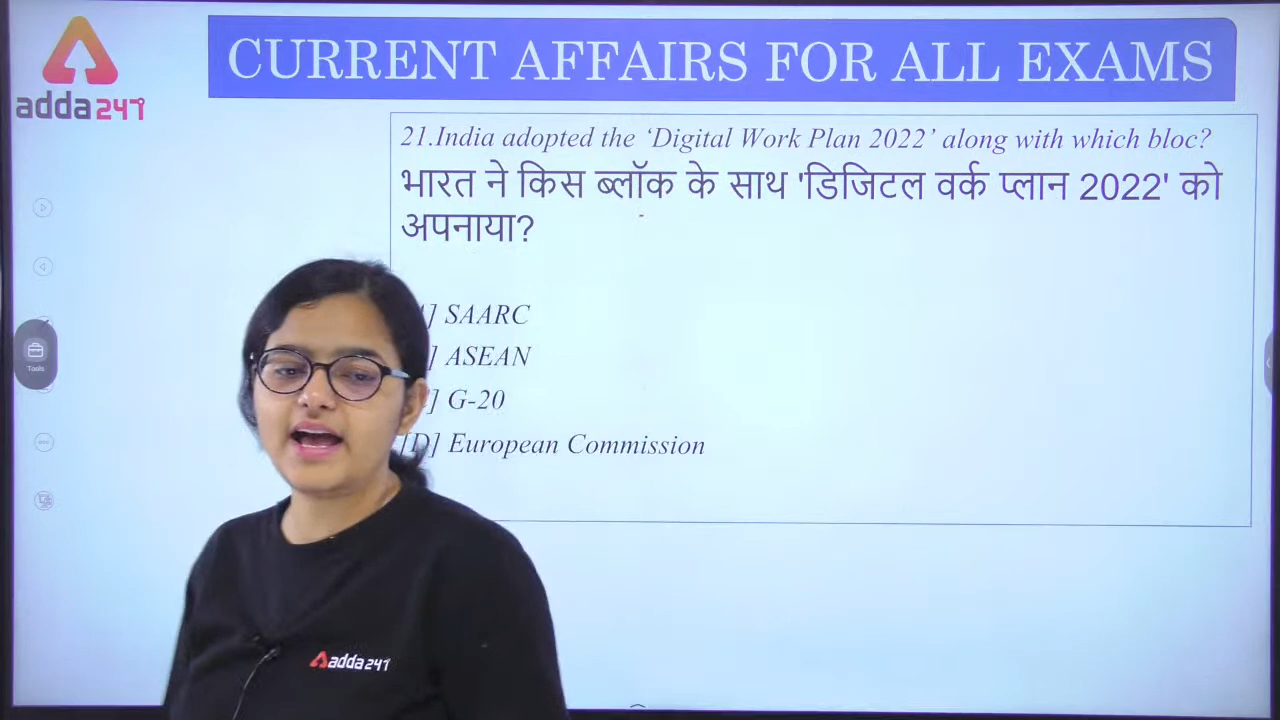 CURRENT AFFAIRS FOR ALL EXAMS
adda247
21.India adopted the ‘Digital Work Plan 2022’ along with which bloc?
भारत ने किस ब्लॉक के साथ 'डिजिटल वर्क प्लान 2022' को
अपनाया?
] SAARC
] ASEAN
] G-20
[D] European Commission
Tools
adda247